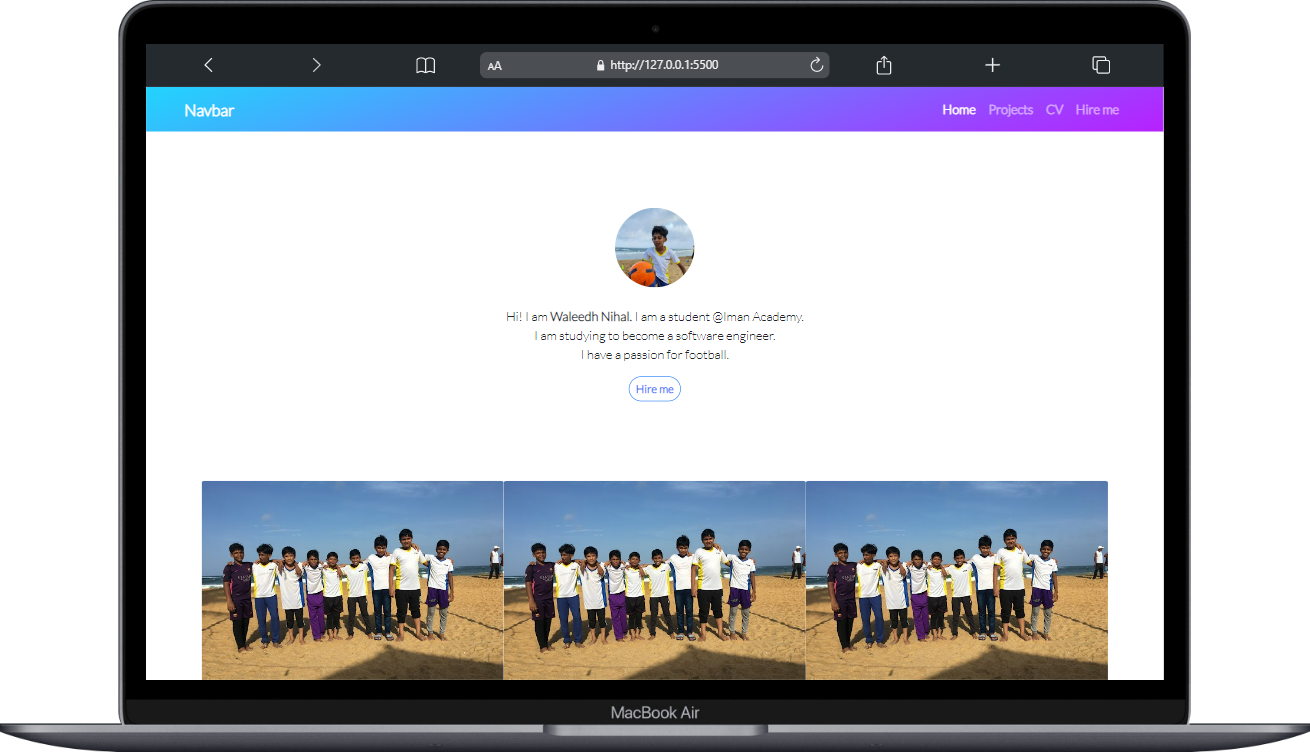 AA http://127.0.0.1:5500
Navbar Home Projects CV Hire me
Hi! I am Waleedh Nihal. I am a student @Iman Academy.
I am studying to become a software engineer.
I have a passion for football.
Hire me
MacBook Air